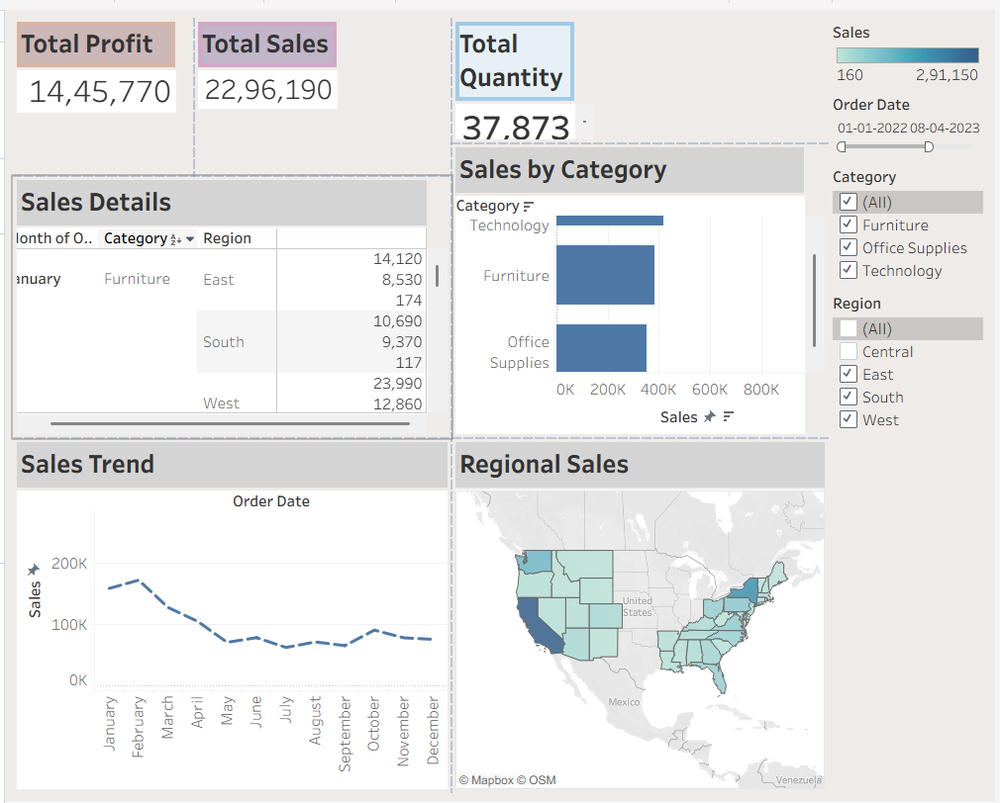 Total Profit
14,45,770
Total Sales
22,96,190
Total
Quantity
37,873
Sales Details
Month of O.. Category Region
14,120
anuary Furniture East 8,530
174
10,690
South 9,370
117
23,990
West 12,860
Sales by Category
Category
Technology
Furniture
Office
Supplies
0K 200K 400K 600K 800K
Sales
Sales Trend
Order Date
Sales
200K
100K
0K
January
February
March
April
May
June
July
August
September
October
November
December
Regional Sales
United
States
Mexico
Venezuela
© Mapbox © OSM
Sales
160 2,91,150
Order Date
01-01-2022 08-04-2023
Category
(All)
Furniture
Office Supplies
Technology
Region
(All)
Central
East
South
West